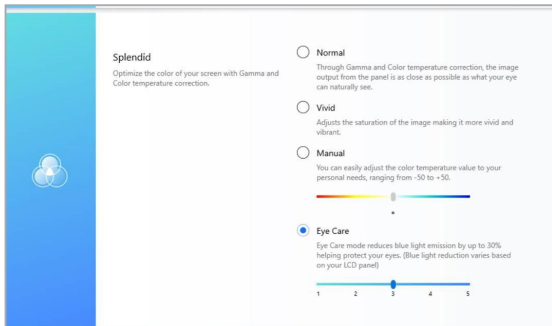 Splendid
Optimize the color of your screen with Gamma and
Color temperature correction.
Normal
Through Gamma and Color temperature correction, the image
output from the panel is as close as possible as what your eye
can naturally see.
Vivid
Adjusts the saturation of the image making it more vivid and
vibrant.
Manual
You can easily adjust the color temperature value to your
personal needs, ranging from -50 to +50.
Eye Care
Eye Care mode reduces blue light emission by up to 30%
helping protect your eyes. (Blue light reduction varies based
on your LCD panel)
1 2 3 4 5